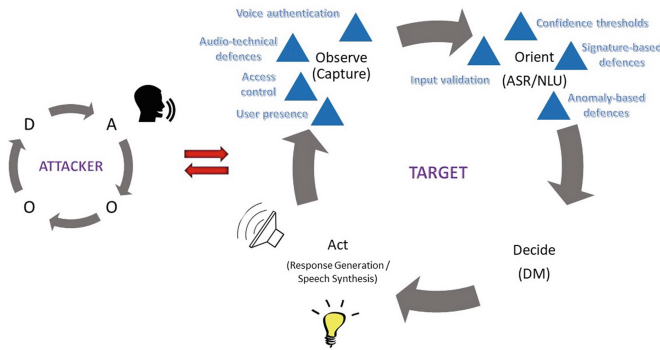 Voice authentication
Audio-technical
defences
Observe
(Capture)
Access
control
User presence
Confidence thresholds
Orient
(ASR/NLU)
Signature-based
defences
Input validation
Anomaly-based
defences
D
A
ATTACKER
O
O
TARGET
Act
(Response Generation /
Speech Synthesis)
Decide
(DM)